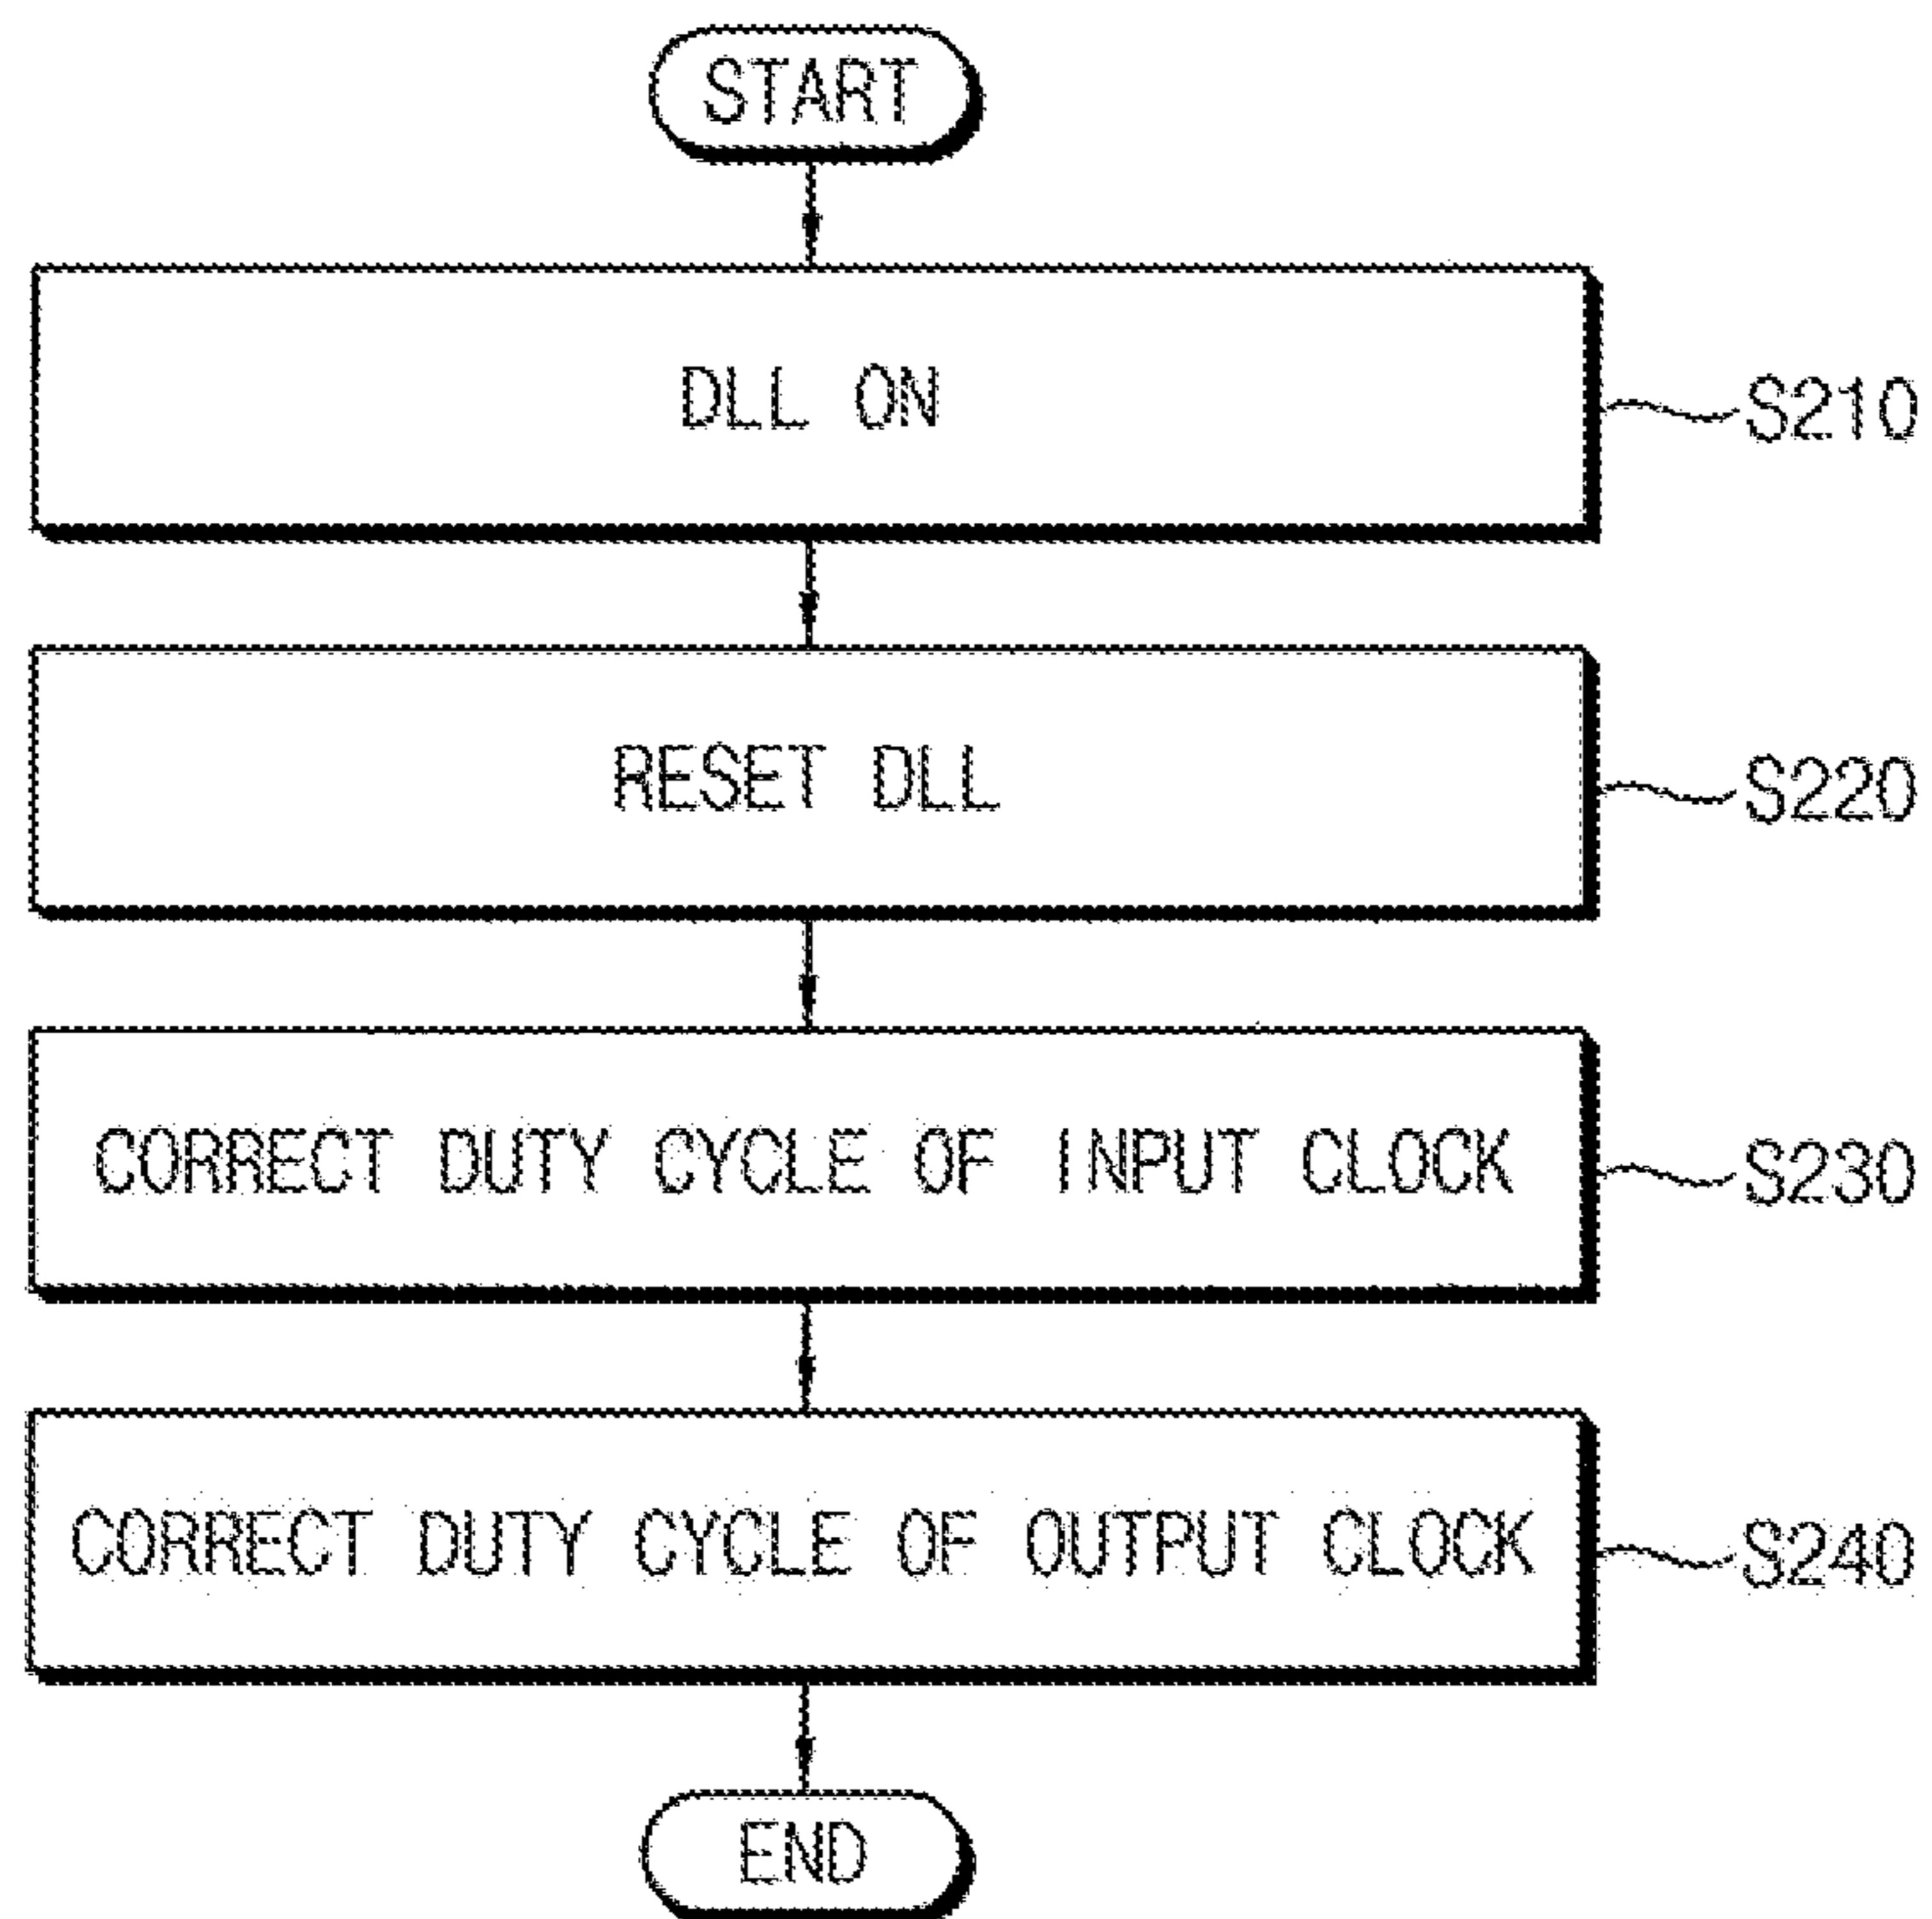 START
DLL ON
S210
RESET DLL
S220
CORRECT DUTY CYCLE OF INPUT CLOCK
S230
CORRECT DUTY CYCLE OF OUTPUT CLOCK
S240
END